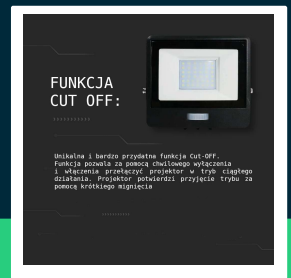 FUNKCJA
CUT OFF:
Unikalna i bardzo przydatna funkcja Cut-OFF.
Funkcja pozwala za pomocą chwilowego wyłączenia
i włączenia przełączyć projektor w tryb ciągłego
działania. Projektor potwierdzi przyjęcie trybu za
pomocą krótkiego mignięcia